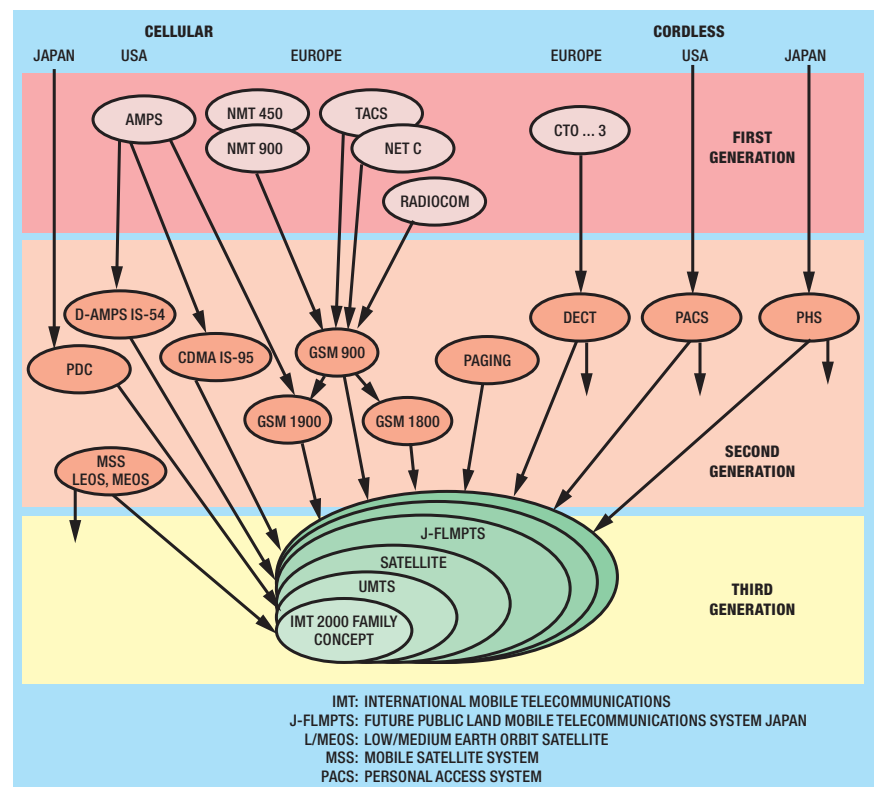 CELLULAR
CORDLESS
JAPAN
USA
EUROPE
EUROPE
USA
JAPAN
AMPS
NMT 450
NMT 900
TACS
NET C
RADIOCOM
CTO ... 3
FIRST
GENERATION
D-AMPS IS-54
PDC
CDMA IS-95
GSM 900
GSM 1900
GSM 1800
PAGING
DECT
PACS
PHS
MSS
LEOS, MEOS
SECOND
GENERATION
J-FLMPTS
SATELLITE
UMTS
IMT 2000 FAMILY
CONCEPT
THIRD
GENERATION
IMT: INTERNATIONAL MOBILE TELECOMMUNICATIONS
J-FLMPTS: FUTURE PUBLIC LAND MOBILE TELECOMMUNICATIONS SYSTEM JAPAN
L/MEOS: LOW/MEDIUM EARTH ORBIT SATELLITE
MSS: MOBILE SATELLITE SYSTEM
PACS: PERSONAL ACCESS SYSTEM